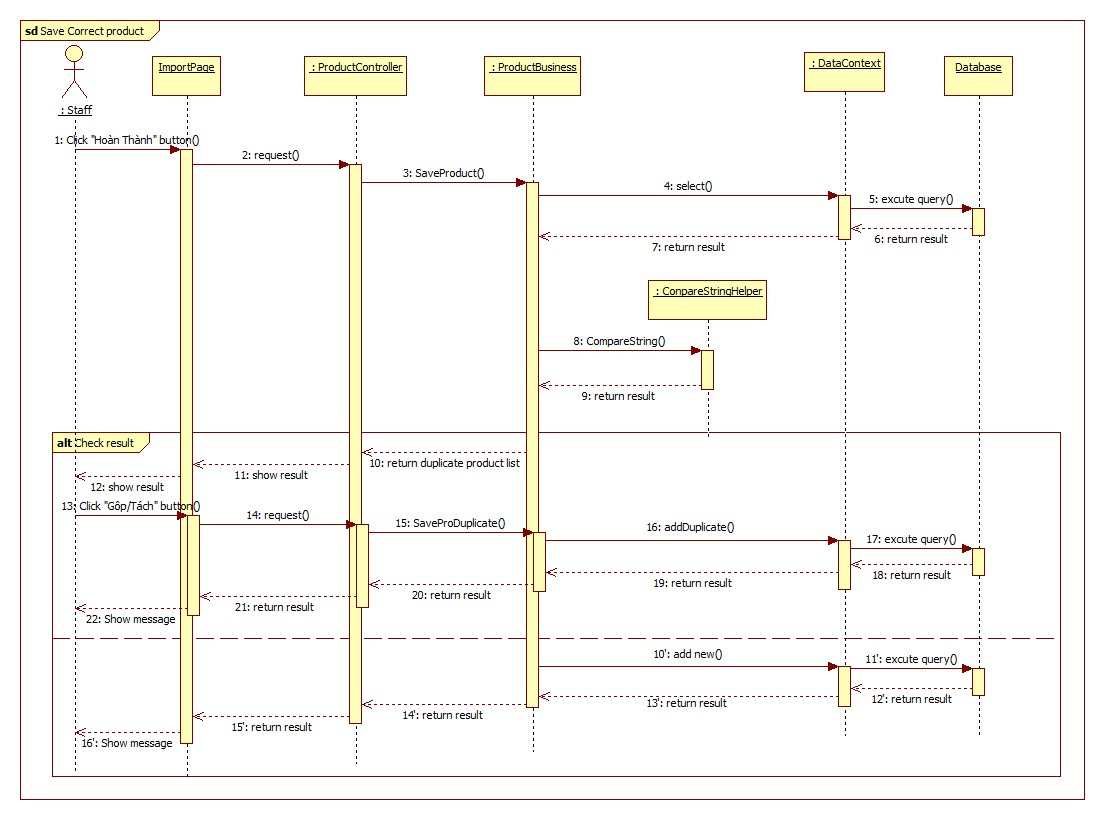 sd Save Correct product
: Staff
ImportPage
: ProductController
: ProductBusiness
: DataContext
Database
1: Click "Hoàn Thành" button()
2: request()
3: SaveProduct()
4: select()
5: excute query()
6: return result
7: return result
: ConpareStringHelper
8: CompareString()
9: return result
alt Check result
10: return duplicate product list
11: show result
12: show result
13: Click "Gôp/Tách" button()
14: request()
15: SaveProDuplicate()
16: addDuplicate()
17: excute query()
18: return result
19: return result
20: return result
21: return result
22: Show message
10': add new()
11': excute query()
12': return result
13': return result
14': return result
15': return result
16': Show message